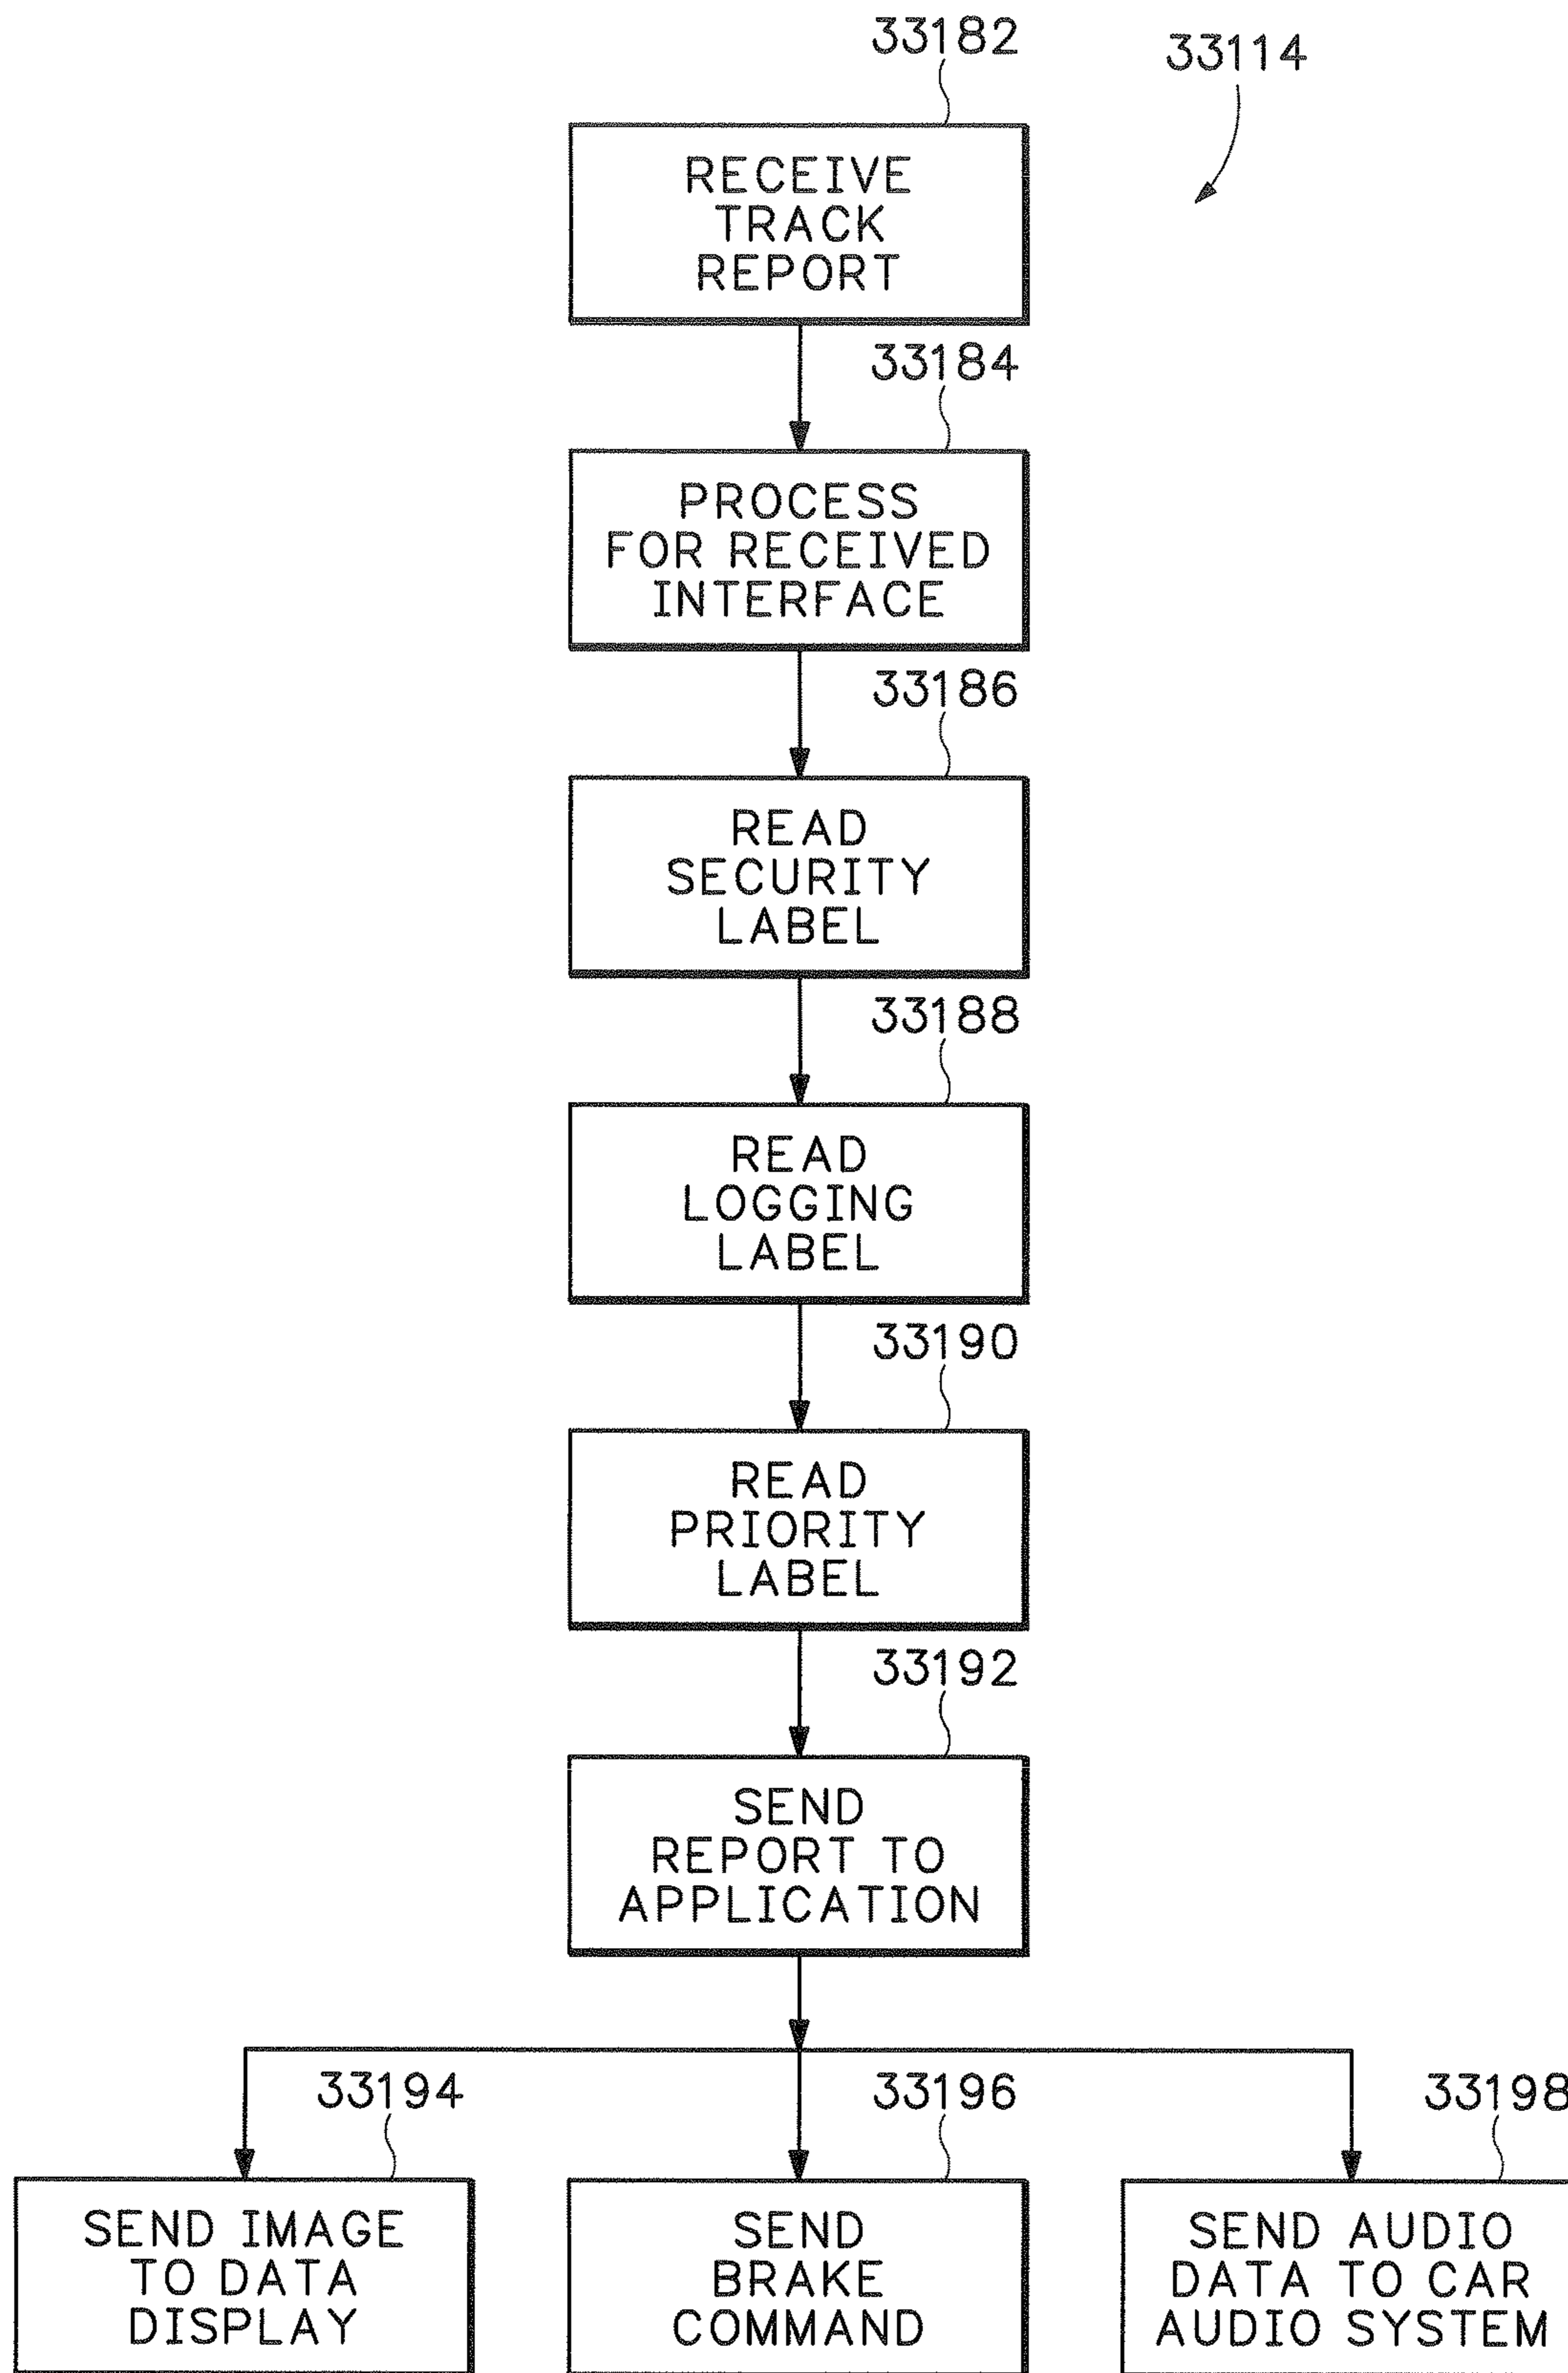 33182
33114
RECEIVE
TRACK
REPORT
33184
PROCESS
FOR RECEIVED
INTERFACE
33186
READ
SECURITY
LABEL
33188
READ
LOGGING
LABEL
33190
READ
PRIORITY
LABEL
33192
SEND
REPORT TO
APPLICATION
33194
SEND IMAGE
TO DATA
DISPLAY
33196
SEND
BRAKE
COMMAND
33198
SEND AUDIO
DATA TO CAR
AUDIO SYSTEM